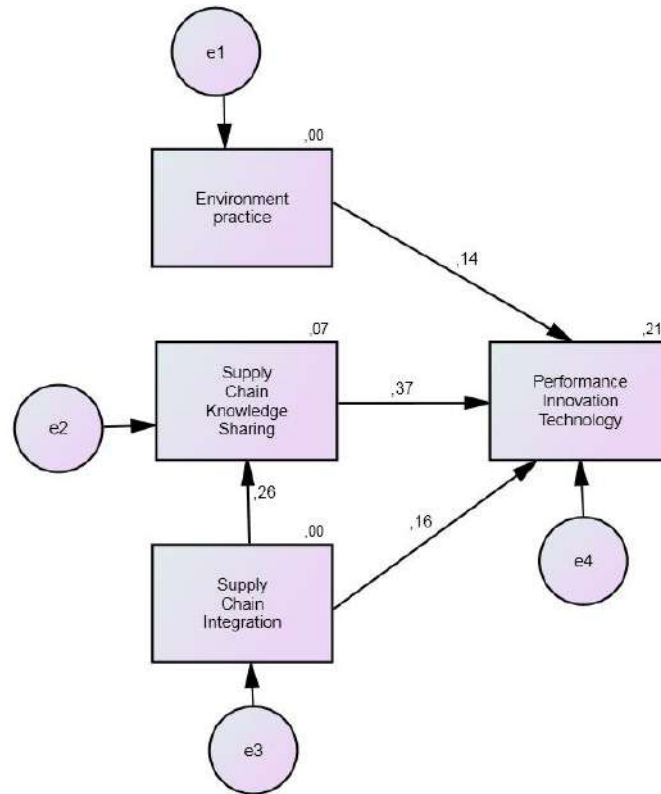 e1
,00
Environment
practice
,14
,07
,21
Supply
Chain
Knowledge
Sharing
,37
Performance
Innovation
Technology
e2
,26
,00
,16
Supply
Chain
Integration
e4
e3